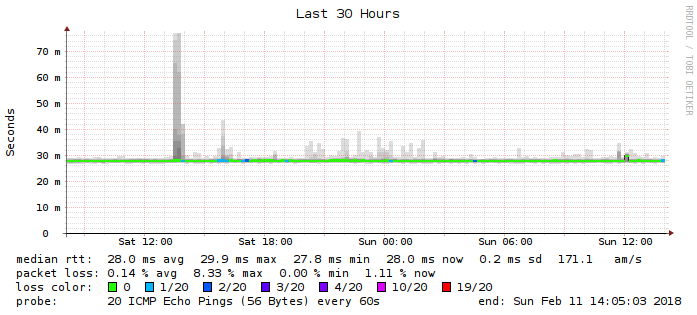 Last 30 Hours
RRDTOOL / TOBI OETIKER
Seconds
70 m
60 m
50 m
40 m
30 m
20 m
10 m
0
Sat 12:00 Sat 18:00 Sun 00:00 Sun 06:00 Sun 12:00
median rtt: 28.0 ms avg 29.9 ms max 27.8 ms min 28.0 ms now 0.2 ms sd 171.1 am/s
packet loss: 0.14 % avg 8.33 % max 0.00 % min 1.11 % now
loss color: 0 1/20 2/20 3/20 4/20 10/20 19/20
probe: 20 ICMP Echo Pings (56 Bytes) every 60s end: Sun Feb 11 14:05:03 2018